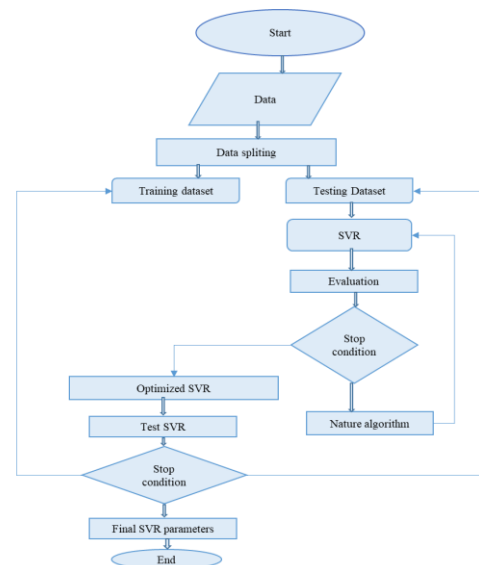 Start
Data
Data spliting
Training dataset
Testing Dataset
SVR
Evaluation
Stop
condition
Optimized SVR
Nature algorithm
Test SVR
Stop
condition
Final SVR parameters
End